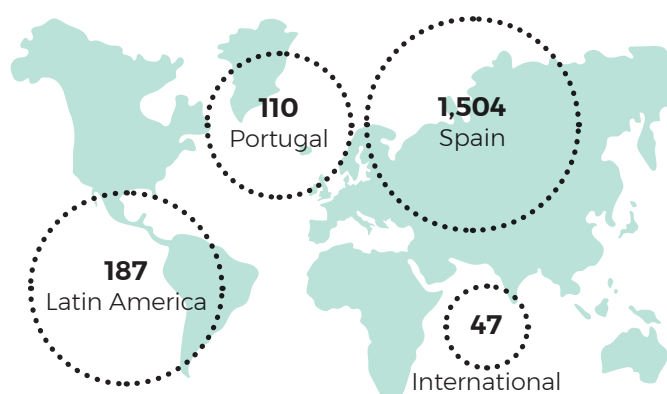 110
Portugal
1,504
Spain
187
Latin America
47
International